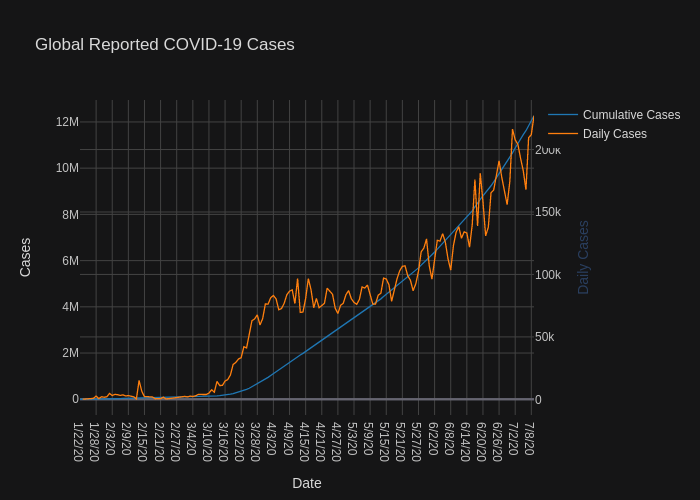 Global Reported COVID-19 Cases
Cumulative Cases
Daily Cases
12M
10M
8M
6M
4M
2M
0
200k
150k
100k
50k
0
Cases
Daily Cases
1/22/20
1/28/20
2/3/20
2/9/20
2/15/20
2/21/20
2/27/20
3/4/20
3/10/20
3/16/20
3/22/20
3/28/20
4/3/20
4/9/20
4/15/20
4/21/20
4/27/20
5/3/20
5/9/20
5/15/20
5/21/20
5/27/20
6/2/20
6/8/20
6/14/20
6/20/20
6/26/20
7/2/20
7/8/20
Date